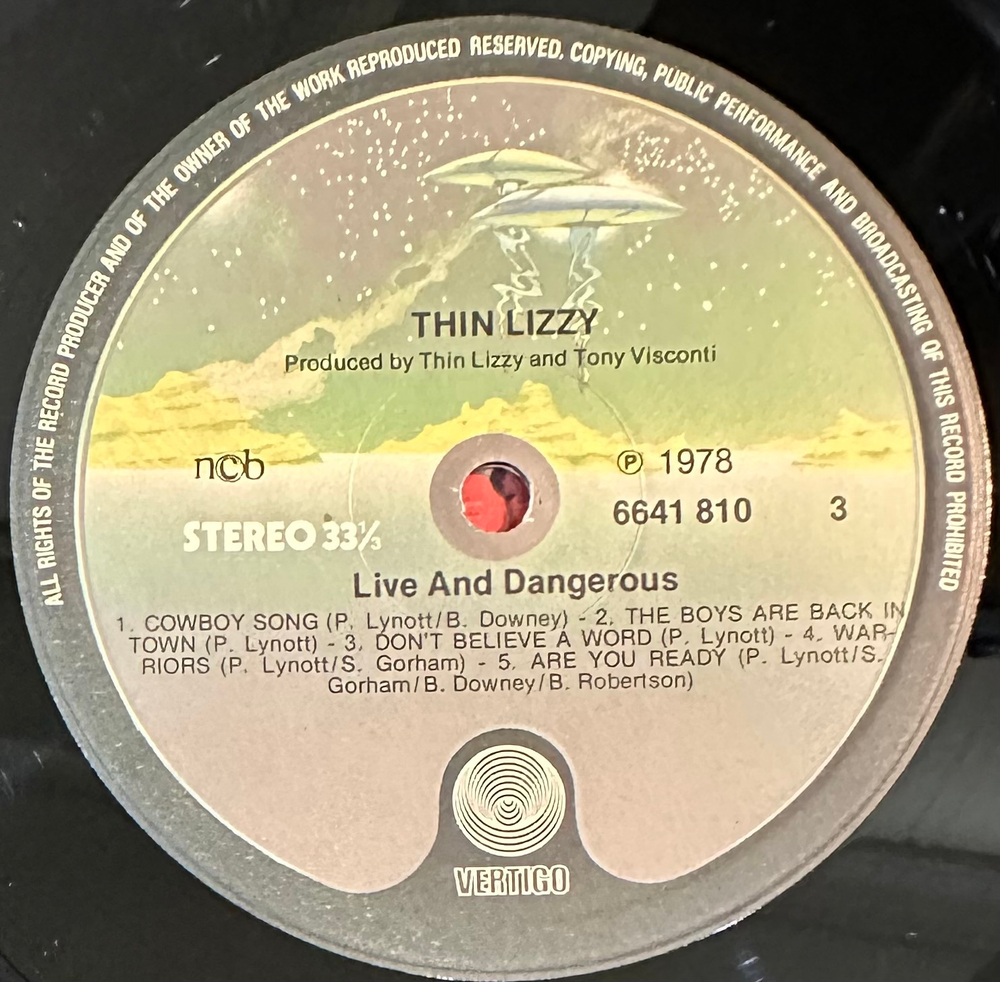 ALL RIGHTS OF THE RECORD PRODUCER AND OF THE OWNER OF THE WORK REPRODUCED RESERVED. COPYING, PUBLIC PERFORMANCE AND BROADCASTING OF THIS RECORD PROHIBITED
THIN LIZZY
Produced by Thin Lizzy and Tony Visconti
n©b
℗ 1978
6641 810 3
STEREO 33⅓
Live And Dangerous
1. COWBOY SONG (P. Lynott/B. Downey) - 2. THE BOYS ARE BACK IN
TOWN (P. Lynott) - 3. DON'T BELIEVE A WORD (P. Lynott) - 4. WAR-
RIORS (P. Lynott/S. Gorham) - 5. ARE YOU READY (P. Lynott/S.
Gorham/B. Downey/B. Robertson)
VERTIGO